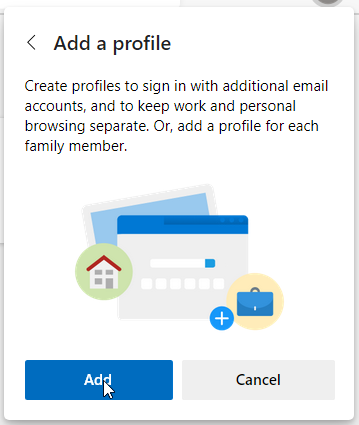 Add a profile
Create profiles to sign in with additional email
accounts, and to keep work and personal
browsing separate. Or, add a profile for each
family member.
Add
Cancel